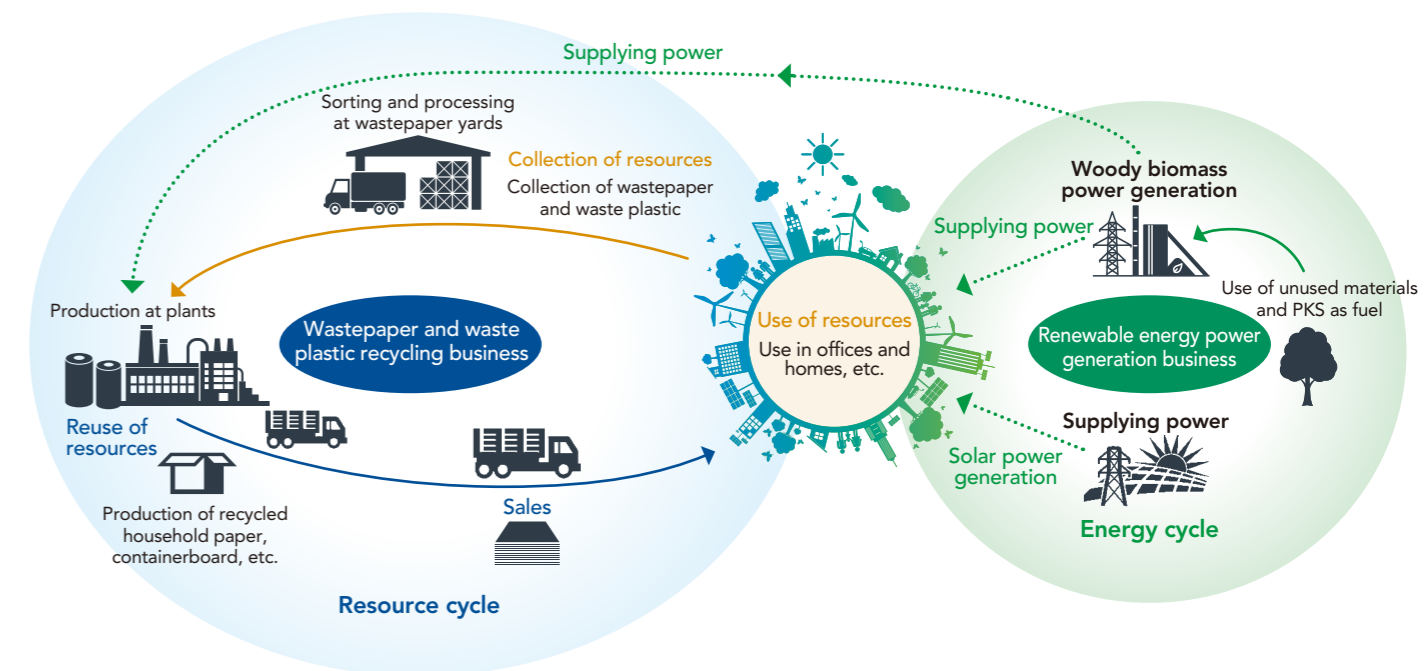 Supplying power
Sorting and processing
at wastepaper yards
Collection of resources
Collection of wastepaper
and waste plastic
Production at plants
Wastepaper and waste
plastic recycling business
Reuse of
resources
Production of recycled
household paper,
containerboard, etc.
Sales
Resource cycle
Use of resources
Use in offices and
homes, etc.
Woody biomass
power generation
Supplying power
Use of unused materials
and PKS as fuel
Renewable energy power
generation business
Supplying power
Solar power
generation
Energy cycle